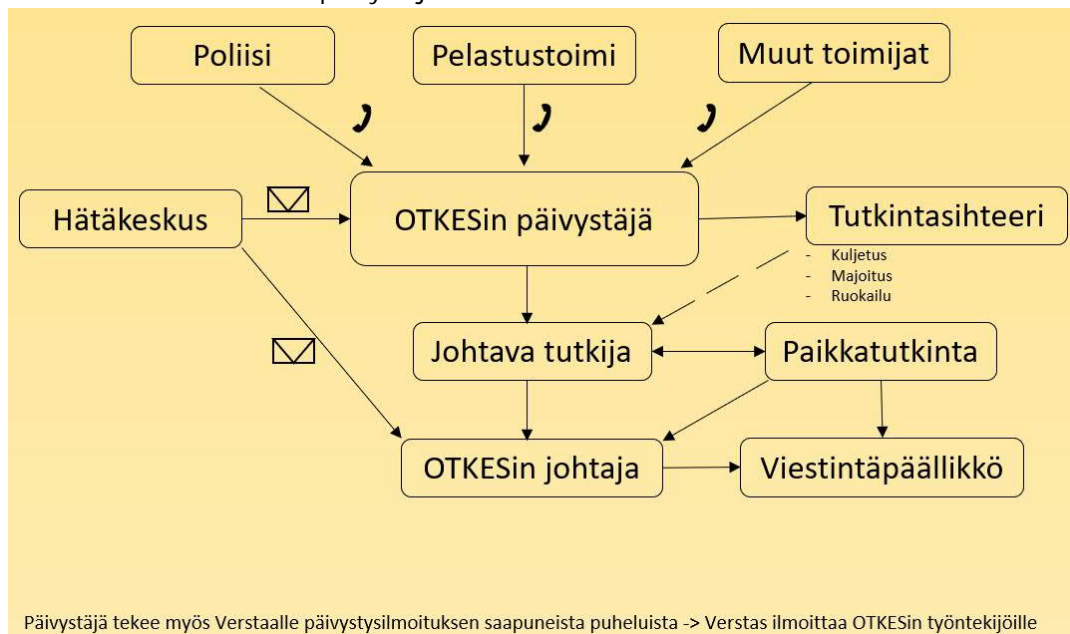 Poliisi
Pelastustoimi
Muut toimijat
Hätäkeskus
OTKESin päivystäjä
Tutkintasihteeri
- Kuljetus
- Majoitus
- Ruokailu
Johtava tutkija
Paikkatutkinta
OTKESin johtaja
Viestintäpäällikkö
Päivystäjä tekee myös Verstaalle päivystysilmoituksen saapuneista puheluista -> Verstas ilmoittaa OTKESin työntekijöille